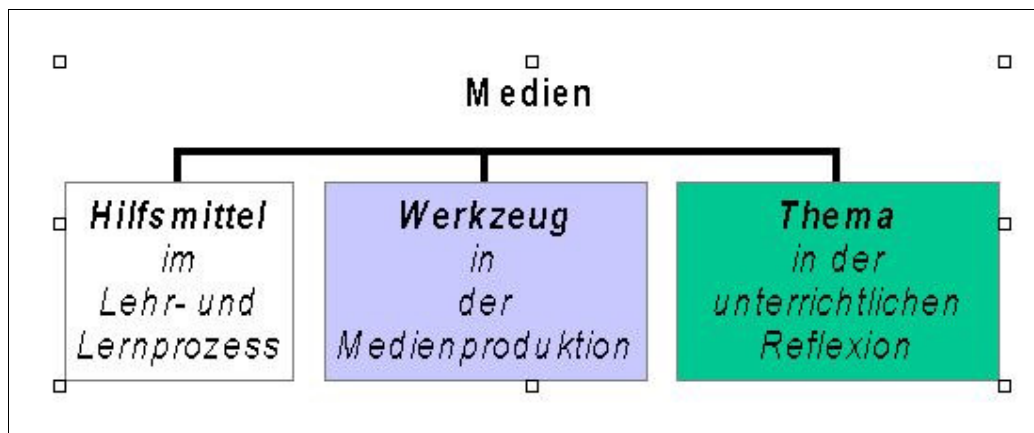 Medien
Hilfsmittel
im
Lehr- und
Lernprozess
Werkzeug
in
der
Medienproduktion
Thema
in der
unterrichtlichen
Reflexion